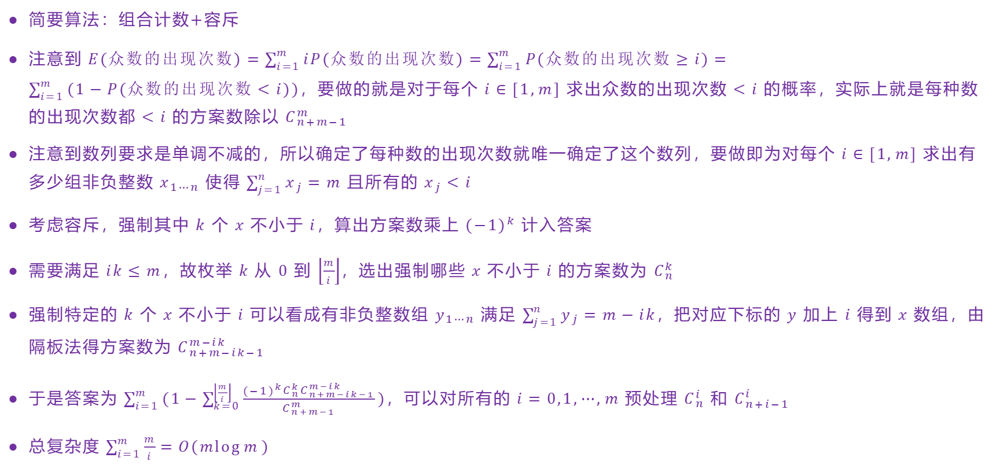 ● 简要算法：组合计数+容斥
● 注意到 $E(众数的出现次数) = \sum_{i=1}^{m} iP(众数的出现次数) = \sum_{i=1}^{m} P(众数的出现次数 \geq i) =$
$\sum_{i=1}^{m} (1 - P(众数的出现次数 < i))$，要做的就是对于每个 $i \in [1, m]$ 求出众数的出现次数 $< i$ 的概率，实际上就是每种数
的出现次数都 $< i$ 的方案数除以 $C_{n+m-1}^{m}$
● 注意到数列要求是单调不减的，所以确定了每种数的出现次数就唯一确定了这个数列，要做即为对每个 $i \in [1, m]$ 求出有
多少组非负整数 $x_{1 \cdots n}$ 使得 $\sum_{j=1}^{n} x_j = m$ 且所有的 $x_j < i$
● 考虑容斥，强制其中 $k$ 个 $x$ 不小于 $i$，算出方案数乘上 $(-1)^k$ 计入答案
● 需要满足 $ik \leq m$，故枚举 $k$ 从 $0$ 到 $\left\lfloor \frac{m}{i} \right\rfloor$，选出强制哪些 $x$ 不小于 $i$ 的方案数为 $C_n^k$
● 强制特定的 $k$ 个 $x$ 不小于 $i$ 可以看成有非负整数组 $y_{1 \cdots n}$ 满足 $\sum_{j=1}^{n} y_j = m - ik$，把对应下标的 $y$ 加上 $i$ 得到 $x$ 数组，由
隔板法得方案数为 $C_{n+m-ik-1}^{m-ik}$
● 于是答案为 $\sum_{i=1}^{m} (1 - \sum_{k=0}^{\left\lfloor \frac{m}{i} \right\rfloor} \frac{(-1)^k C_n^k C_{n+m-ik-1}^{m-ik}}{C_{n+m-1}^{m}})$，可以对所有的 $i = 0,1,\cdots,m$ 预处理 $C_n^i$ 和 $C_{n+i-1}^{i}$
● 总复杂度 $\sum_{i=1}^{m} \frac{m}{i} = O(m \log m)$